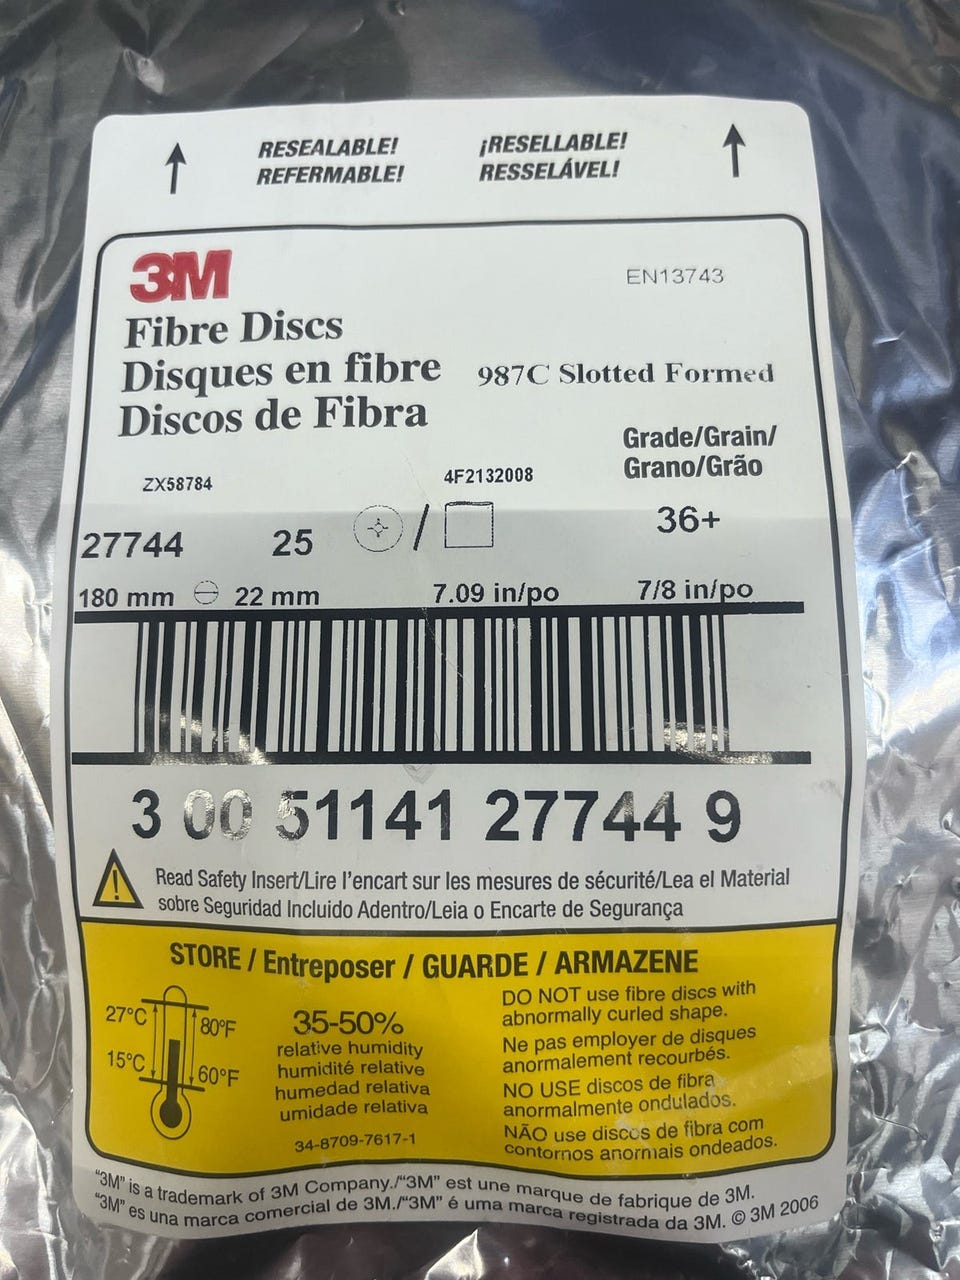 RESEALABLE! ¡RESELLABLE!
REFERMABLE! RESSELÁVEL!
3M
EN13743
Fibre Discs
Disques en fibre
987C Slotted Formed
Discos de Fibra
Grade/Grain/
Grano/Grão
ZX58784
4F2132008
27744 25 / 36+
180 mm 22 mm 7.09 in/po 7/8 in/po
3 00 51141 27744 9
Read Safety Insert/Lire l'encart sur les mesures de sécurité/Lea el Material
sobre Seguridad Incluido Adentro/Leia o Encarte de Segurança
STORE / Entreposer / GUARDE / ARMAZENE
27°C 80°F
15°C 60°F
35-50%
relative humidity
humidité relative
humedad relativa
umidade relativa
34-8709-7617-1
DO NOT use fibre discs with
abnormally curled shape.
Ne pas employer de disques
anormalement recourbés.
NO USE discos de fibra
anormalmente ondulados.
NÃO use discos de fibra com
contornos anormais ondeados.
"3M" is a trademark of 3M Company./"3M" est une marque de fabrique de 3M.
"3M" es una marca comercial de 3M./"3M" é uma marca registrada da 3M. © 3M 2006